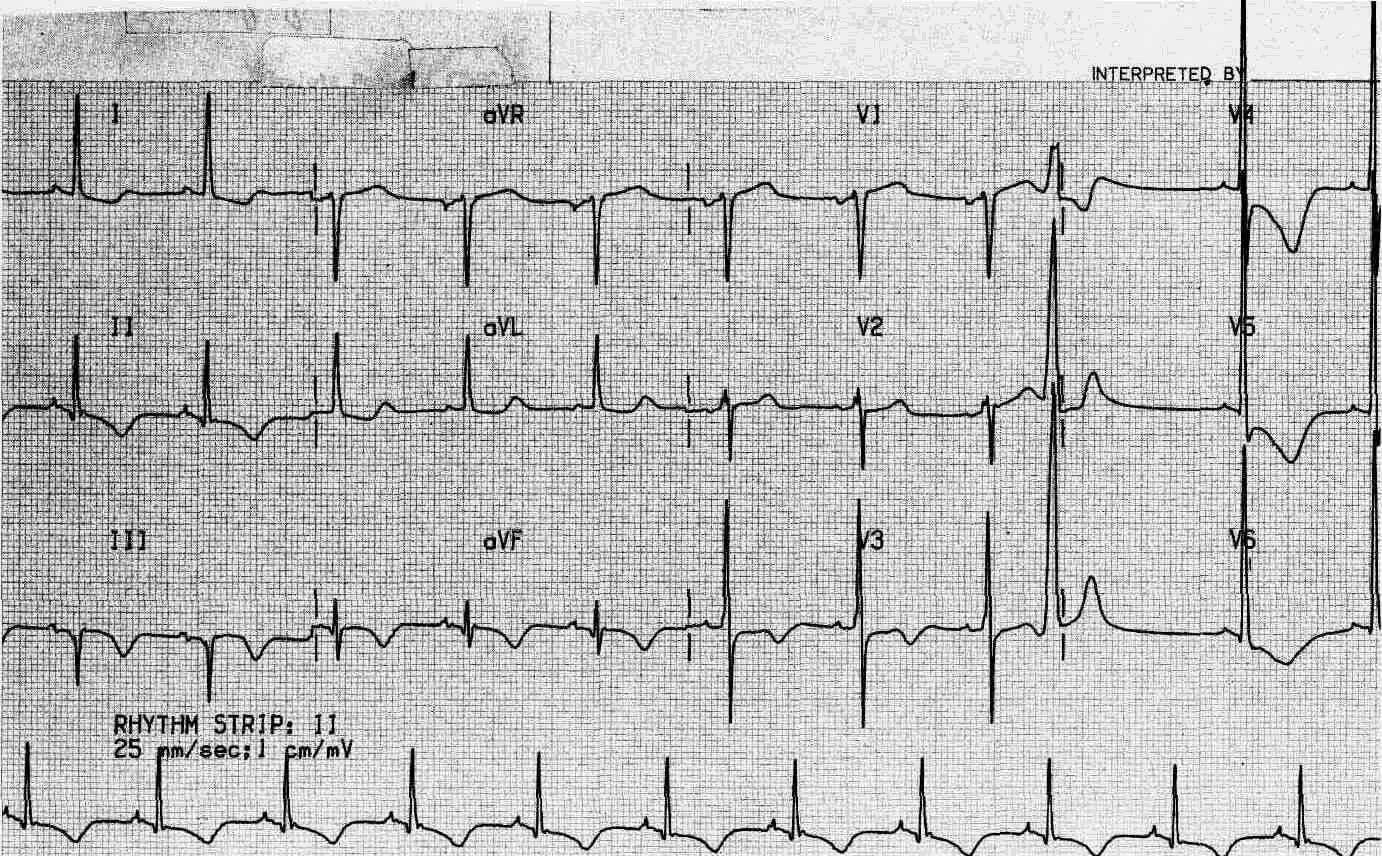 INTERPRETED BY
I aVR V1 V4
II aVL V2 V5
III aVF V3 V6
RHYTHM STRIP: II
25 mm/sec; 1 cm/mV